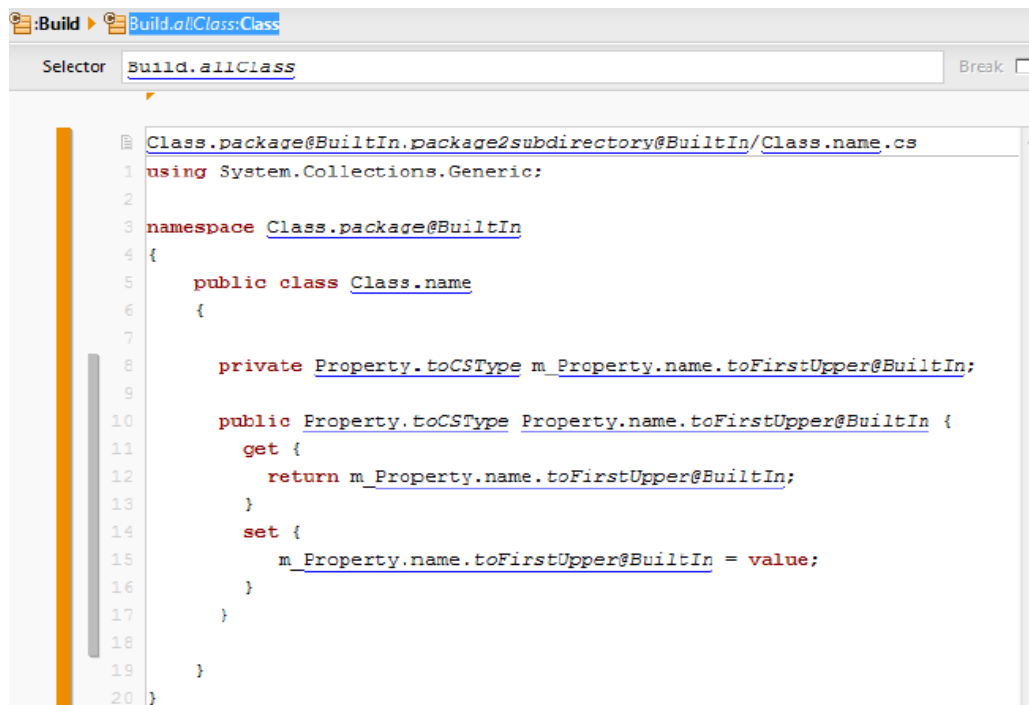 :Build Build.allClass:Class
Selector Build.allClass Break
Class.package@BuiltIn.package2subdirectory@BuiltIn/Class.name.cs
1 using System.Collections.Generic;
2
3 namespace Class.package@BuiltIn
4 {
5 public class Class.name
6 {
7
8 private Property.toCSType m_Property.name.toFirstUpper@BuiltIn;
9
10 public Property.toCSType Property.name.toFirstUpper@BuiltIn {
11 get {
12 return m_Property.name.toFirstUpper@BuiltIn;
13 }
14 set {
15 m_Property.name.toFirstUpper@BuiltIn = value;
16 }
17 }
18
19 }
20 }